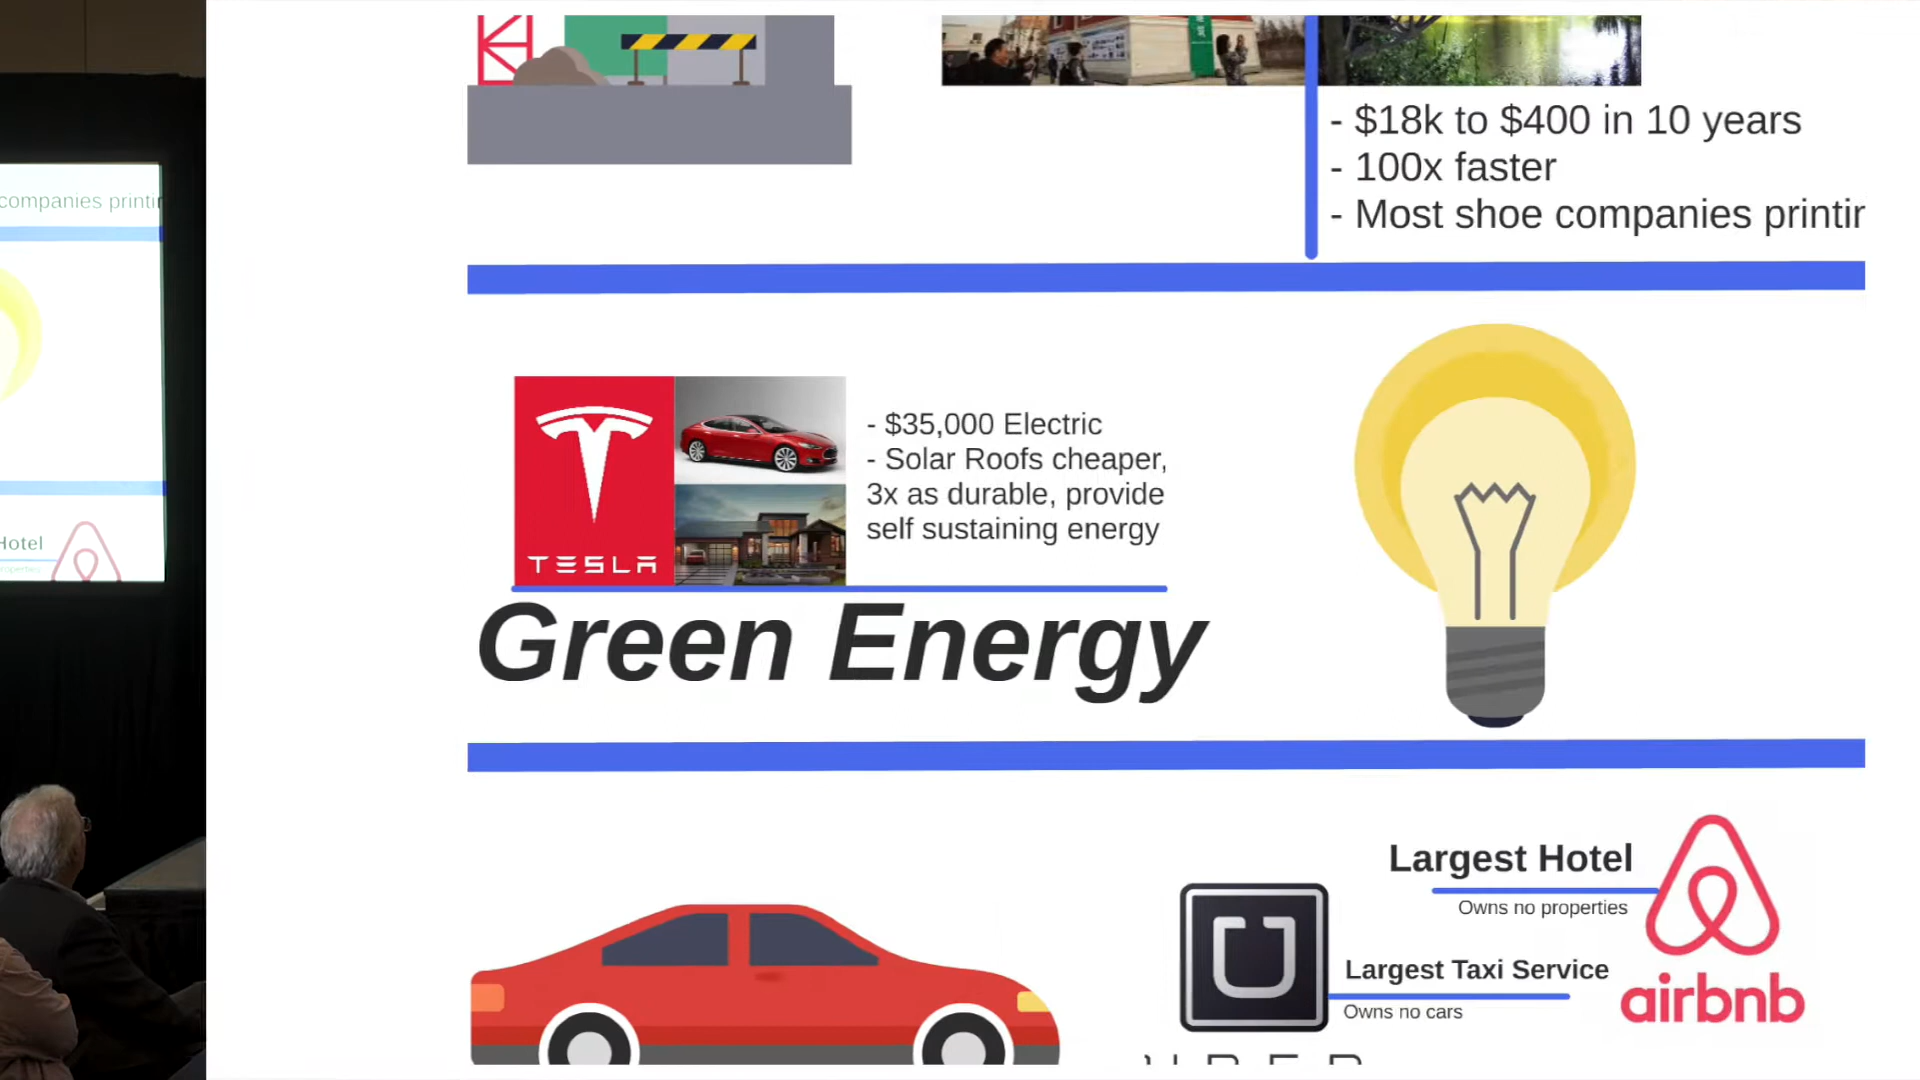 - $18k to $400 in 10 years
- 100x faster
- Most shoe companies printin
companies printin
- $35,000 Electric
- Solar Roofs cheaper,
3x as durable, provide
self sustaining energy
TESLA
Green Energy
Hotel
Largest Hotel
Owns no properties
Largest Taxi Service
Owns no cars
airbnb
UBER